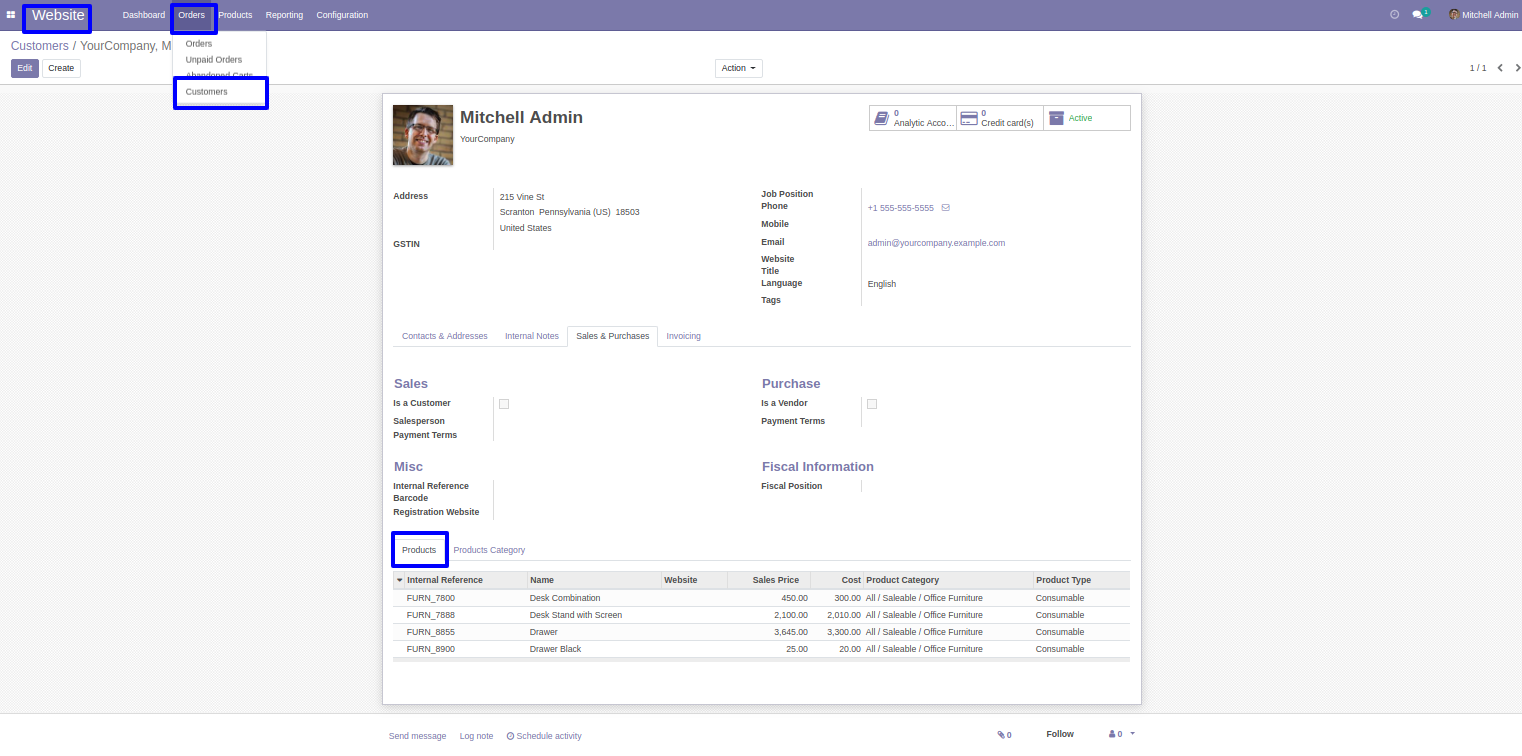 Website Dashboard Orders Products Reporting Configuration 1 Mitchell Admin
Customers / YourCompany, M
Orders
Unpaid Orders
Abandoned Carts
Customers
Edit Create Action 1 / 1
Mitchell Admin
YourCompany
0 Analytic Acco...
0 Credit card(s)
Active
Address
215 Vine St
Scranton Pennsylvania (US) 18503
United States
GSTIN
Job Position
Phone +1 555-555-5555
Mobile
Email admin@yourcompany.example.com
Website
Title
Language English
Tags
Contacts & Addresses Internal Notes Sales & Purchases Invoicing
Sales
Is a Customer
Salesperson
Payment Terms
Purchase
Is a Vendor
Payment Terms
Misc
Internal Reference
Barcode
Registration Website
Fiscal Information
Fiscal Position
Products Products Category
Internal Reference Name Website Sales Price Cost Product Category Product Type
FURN_7800 Desk Combination 450.00 300.00 All / Saleable / Office Furniture Consumable
FURN_7888 Desk Stand with Screen 2,100.00 2,010.00 All / Saleable / Office Furniture Consumable
FURN_8855 Drawer 3,645.00 3,300.00 All / Saleable / Office Furniture Consumable
FURN_8900 Drawer Black 25.00 20.00 All / Saleable / Office Furniture Consumable
Send message Log note Schedule activity 0 Follow 0